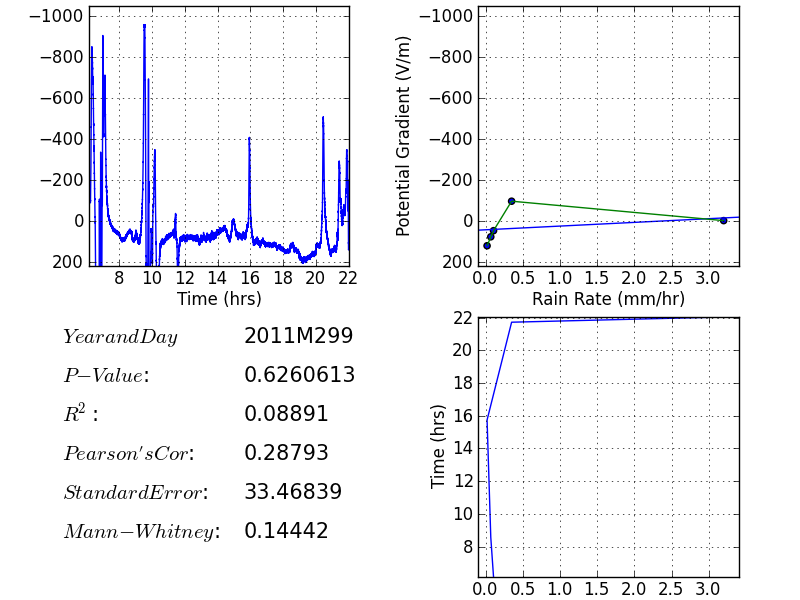 −1000
−800
−600
−400
−200
0
200
8 10 12 14 16 18 20 22
Time (hrs)
Potential Gradient (V/m)
−1000
−800
−600
−400
−200
0
200
0.0 0.5 1.0 1.5 2.0 2.5 3.0
Rain Rate (mm/hr)
YearandDay 2011M299
P−Value: 0.6260613
R²: 0.08891
Pearson'sCor: 0.28793
StandardError: 33.46839
Mann−Whitney: 0.14442
Time (hrs)
22
20
18
16
14
12
10
8
0.0 0.5 1.0 1.5 2.0 2.5 3.0